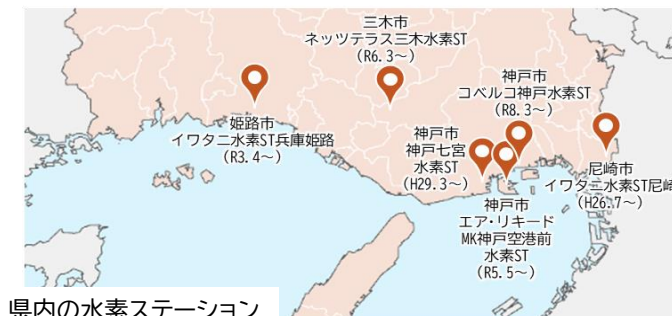 三木市
ネッツテラス三木水素ST
(R6.3～)
神戸市
コベルコ神戸水素ST
(R8.3～)
姫路市
イワタニ水素ST兵庫姫路
(R3.4～)
神戸市
神戸七宮
水素ST
(H29.3～)
尼崎市
イワタニ水素ST尼崎
(H26.7～)
神戸市
エア・リキード
MK神戸空港前
水素ST
(R5.5～)
県内の水素ステーション